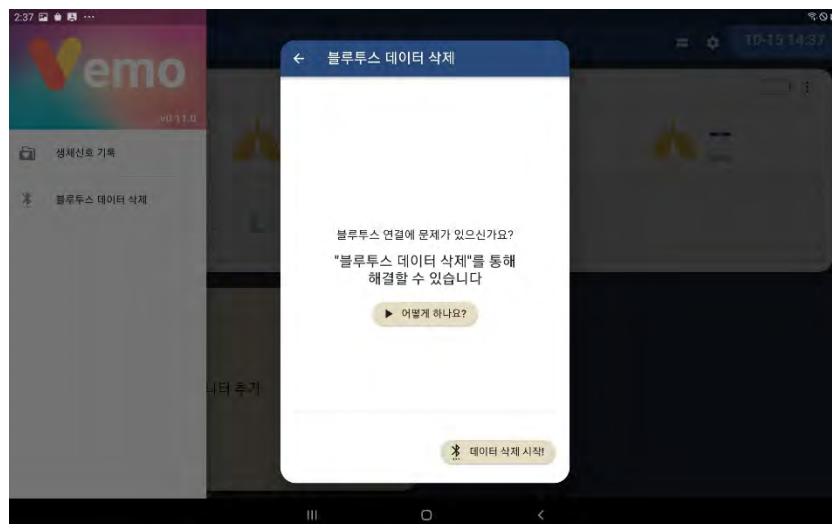 2:37
10-15 14:37
Vemo
v0.11.0
생체신호 기록
블루투스 데이터 삭제
블루투스 데이터 삭제
블루투스 연결에 문제가 있으신가요?
"블루투스 데이터 삭제"를 통해
해결할 수 있습니다
어떻게 하나요?
추가
데이터 삭제 시작!